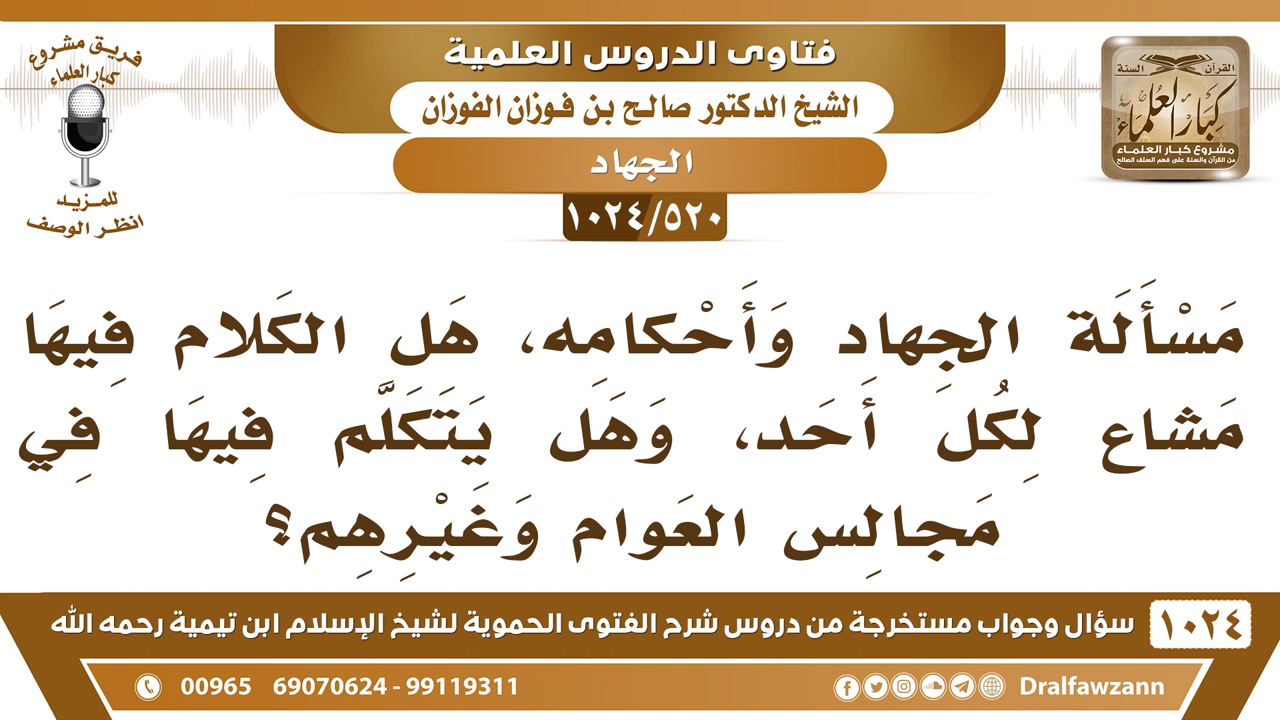 فريق مشروع
كبار العلماء
للمزيد
انظر الوصف
فتاوى الدروس العلمية
الشيخ الدكتور صالح بن فوزان الفوزان
الجهاد
١٠٢٤/٥٢٠
القرآن السنة
كبار العلماء
مشروع كبار العلماء
من القرآن والسنة على فهم السلف الصالح
مَسْأَلَة الجِهاد وَأَحْكامه، هَل الكَلام فِيهَا
مَشاع لِكُلِّ أَحَد، وَهَل يَتَكَلَّم فِيهَا فِي
مَجالِس العَوام وَغَيْرِهِم؟
١٠٢٤ سؤال وجواب مستخرجة من دروس شرح الفتوى الحموية لشيخ الإسلام ابن تيمية رحمه الله
00965 69070624 - 99119311
Dralfawzann